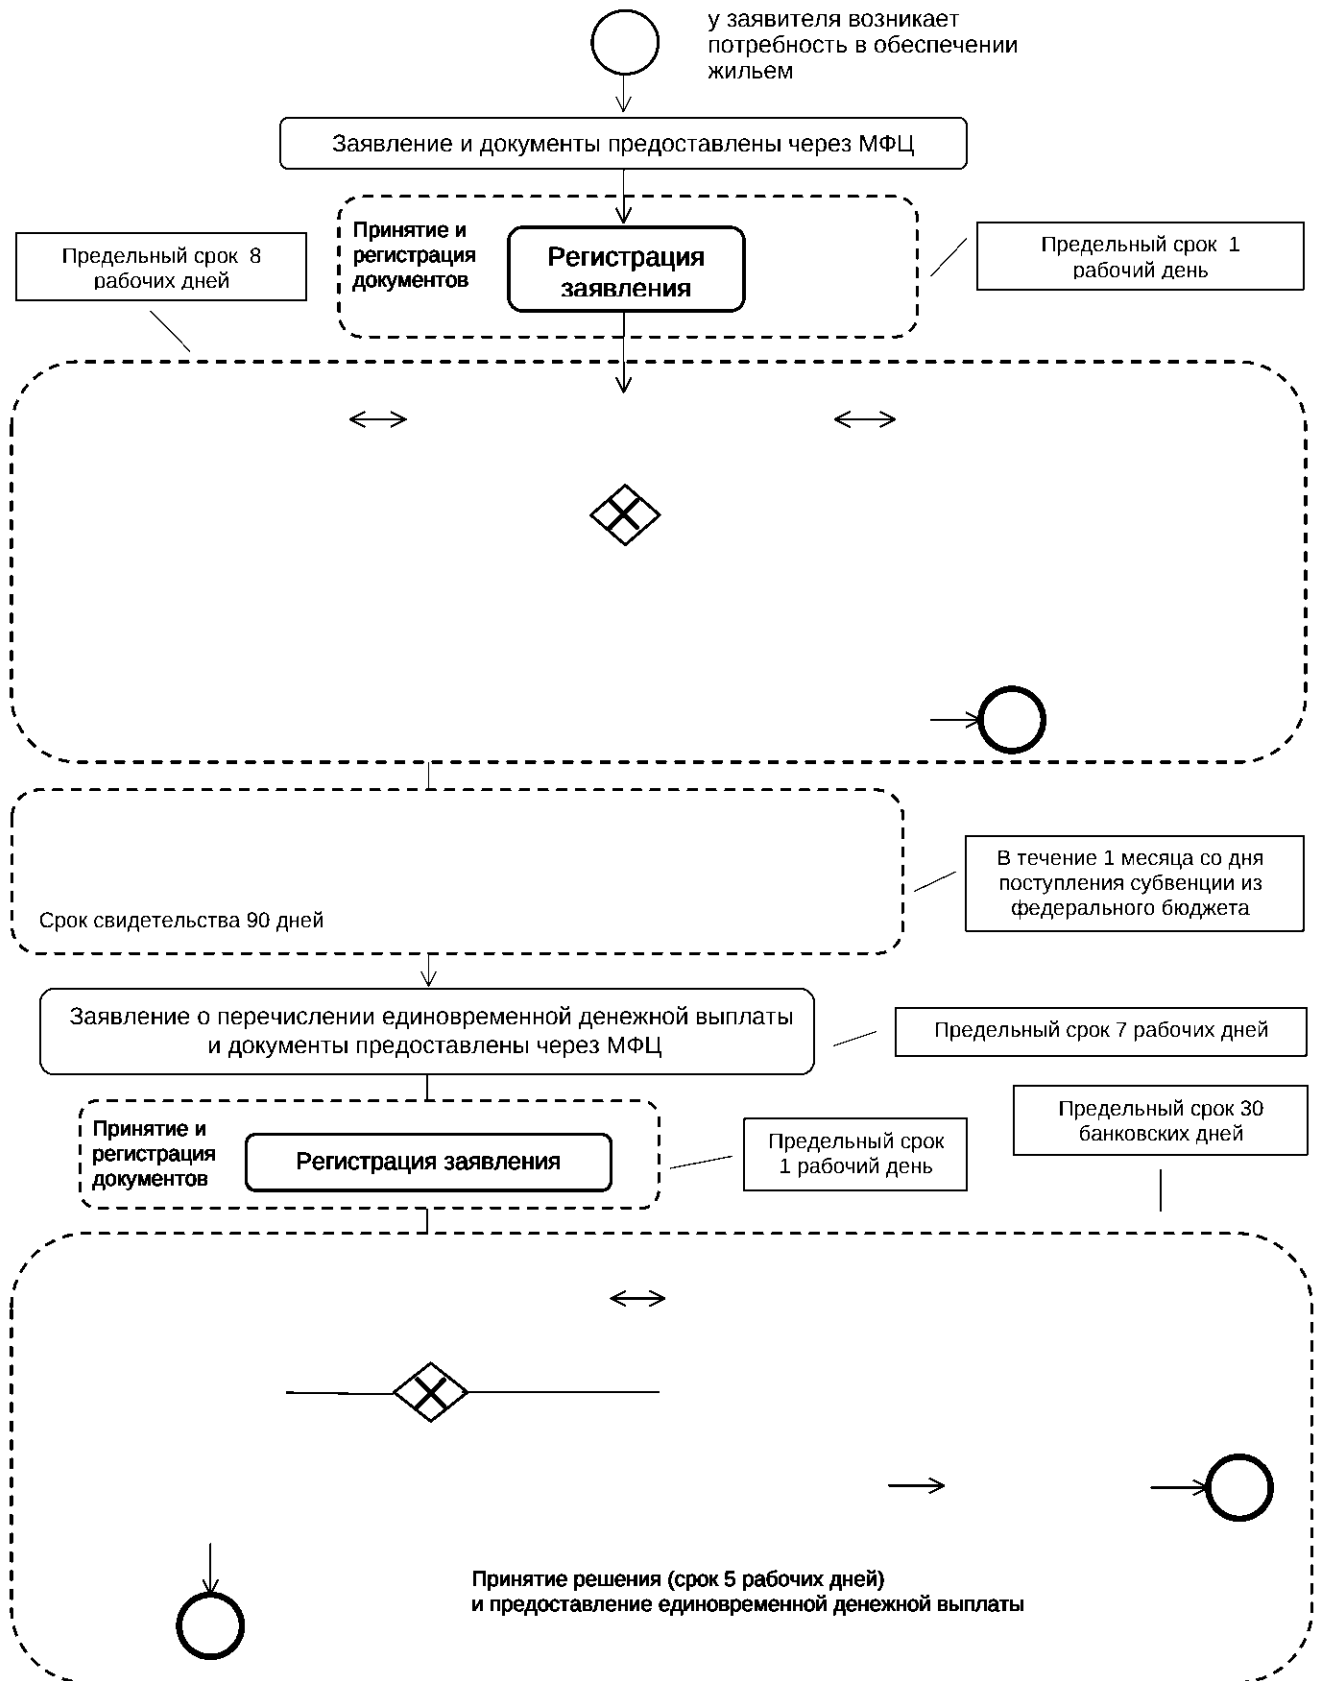 у заявителя возникает
потребность в обеспечении
жильем
Заявление и документы предоставлены через МФЦ
Принятие и
регистрация
документов
Регистрация
заявления
Предельный срок 8
рабочих дней
Предельный срок 1
рабочий день
Срок свидетельства 90 дней
В течение 1 месяца со дня
поступления субвенции из
федерального бюджета
Заявление о перечислении единовременной денежной выплаты
и документы предоставлены через МФЦ
Предельный срок 7 рабочих дней
Принятие и
регистрация
документов
Регистрация заявления
Предельный срок
1 рабочий день
Предельный срок 30
банковских дней
Принятие решения (срок 5 рабочих дней)
и предоставление единовременной денежной выплаты